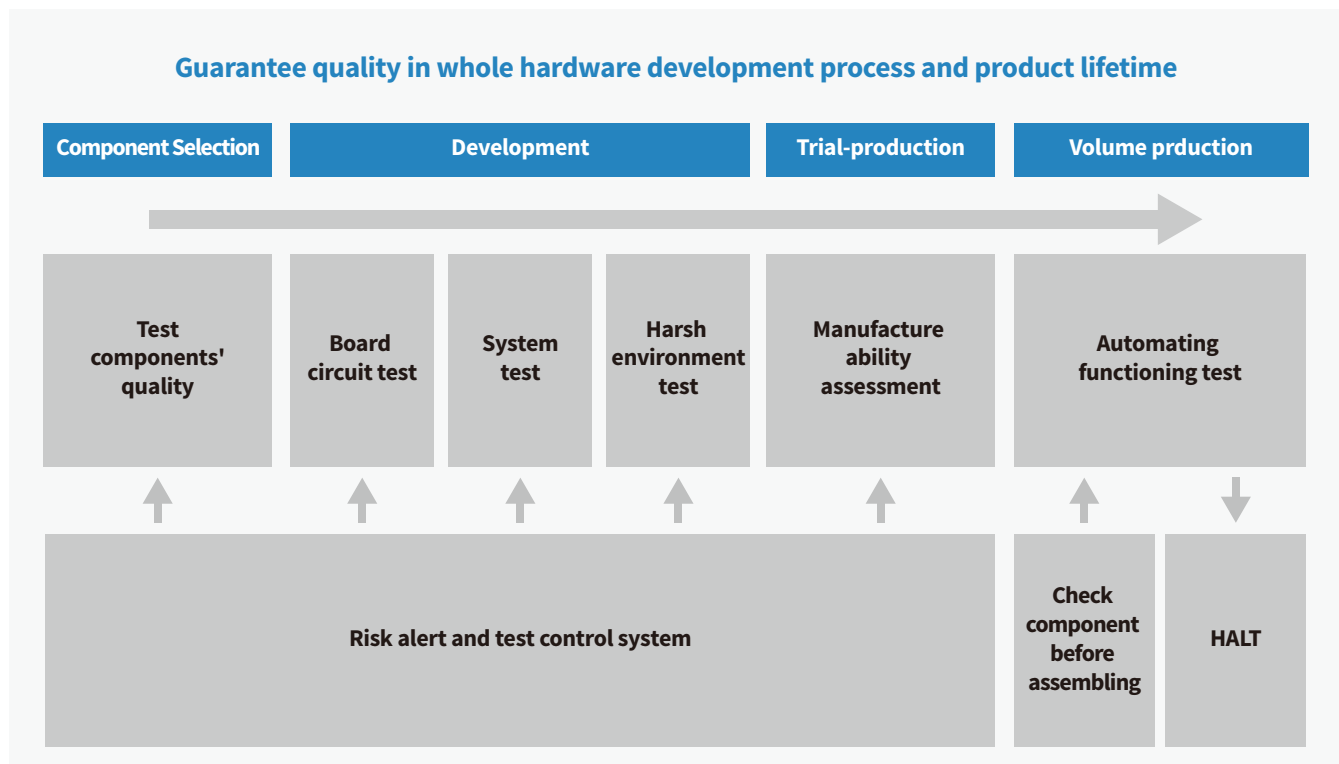 Guarantee quality in whole hardware development process and product lifetime
Component Selection
Development
Trial-production
Volume prduction
Test
components'
quality
Board
circuit test
System
test
Harsh
environment
test
Manufacture
ability
assessment
Automating
functioning test
Risk alert and test control system
Check
component
before
assembling
HALT